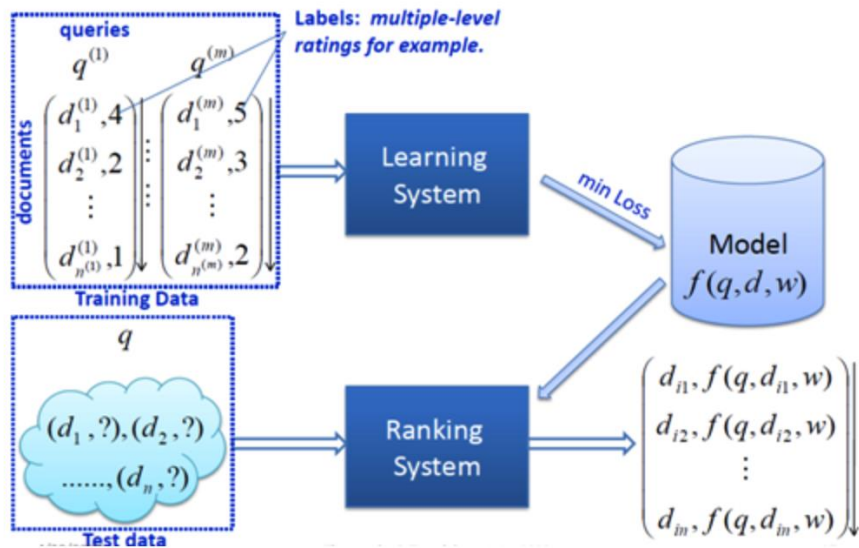 queries
Labels: multiple-level
ratings for example.
q^{(1)} q^{(m)}
documents
d_1^{(1)},4 d_1^{(m)},5
d_2^{(1)},2 ⋮ d_2^{(m)},3
⋮ ⋮ ⋮
d_{n^{(1)}}^{(1)},1 d_{n^{(m)}}^{(m)},2
Training Data
Learning
System
min Loss
Model
f(q,d,w)
q
(d_1,?),(d_2,?)
......,(d_n,?)
Test data
Ranking
System
d_{i1}, f(q,d_{i1},w)
d_{i2}, f(q,d_{i2},w)
⋮
d_{in}, f(q,d_{in},w)